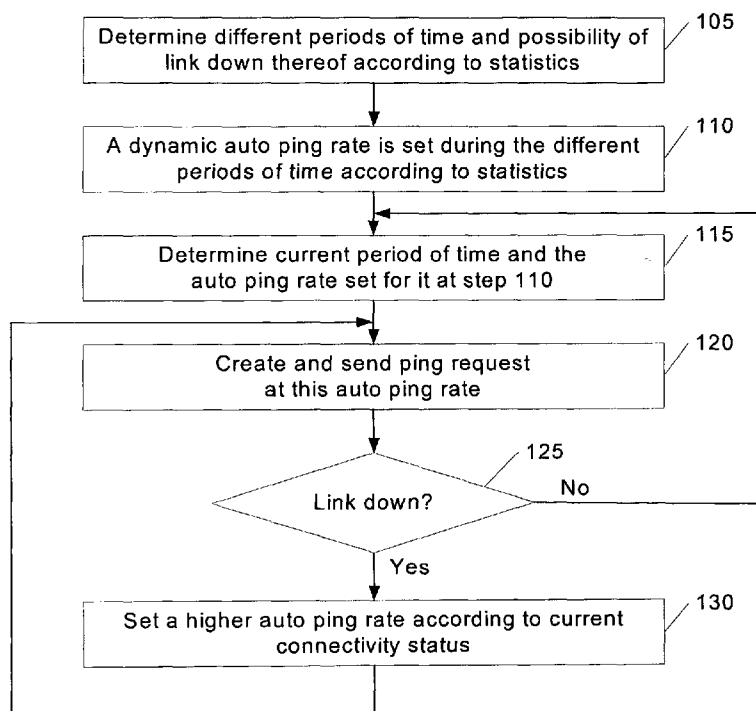 105
Determine different periods of time and possibility of
link down thereof according to statistics
110
A dynamic auto ping rate is set during the different
periods of time according to statistics
115
Determine current period of time and the
auto ping rate set for it at step 110
120
Create and send ping request
at this auto ping rate
125
Link down?
No
Yes
130
Set a higher auto ping rate according to current
connectivity status